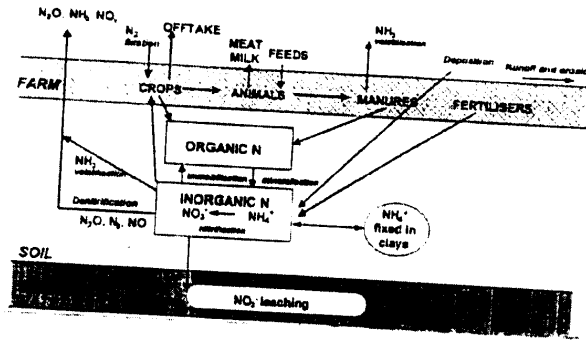 N₂O. NH₃ NOₓ
N₂
fixation
OFFTAKE
MEAT
MILK
FEEDS
NH₃
volatilisation
Deposition
Runoff and erosion
FARM
CROPS
ANIMALS
MANURES
FERTILISERS
ORGANIC N
NH₃
volatilisation
immobilisation
mineralisation
INORGANIC N
NO₃⁻
NH₄⁺
nitrification
Denitrification
N₂O. N₂. NO
NH₄⁺
fixed in
clays
SOIL
NO₃⁻ leaching